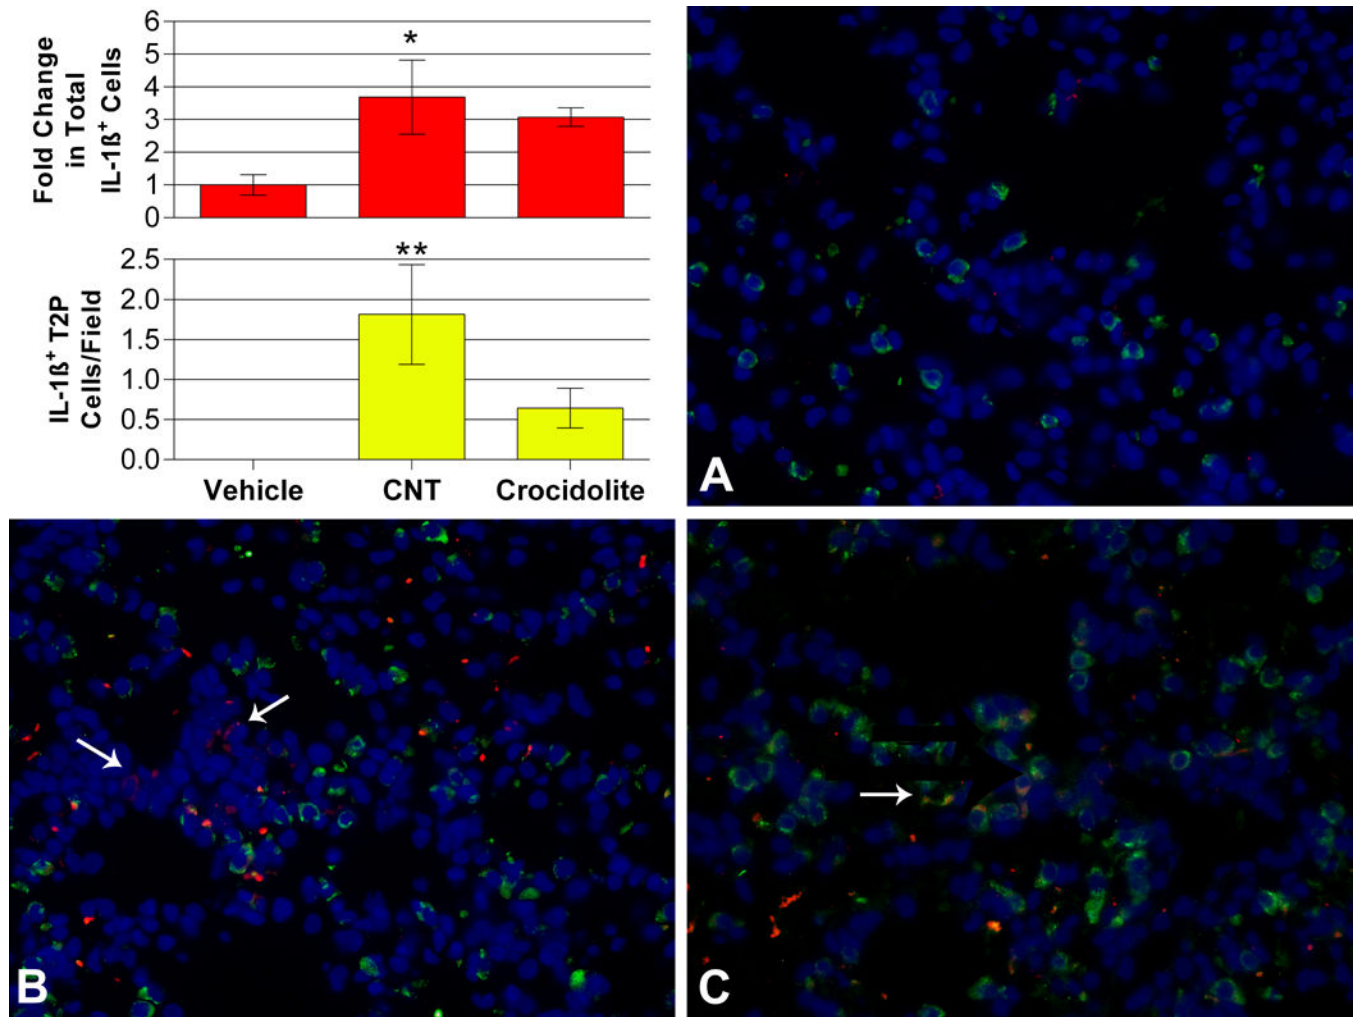 Fold Change
in Total
IL-1ß⁺ Cells
6
5
4
3
2
1
0
*
IL-1ß⁺ T2P
Cells/Field
2.5
2.0
1.5
1.0
0.5
0.0
**
Vehicle CNT Crocidolite
A
B
C